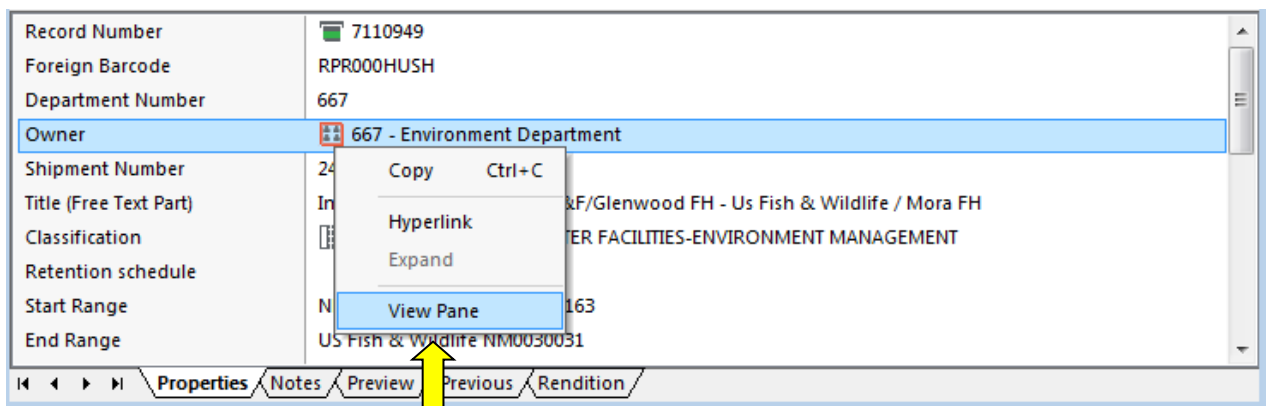 Record Number 7110949
Foreign Barcode RPR000HUSH
Department Number 667
Owner 667 - Environment Department
Shipment Number 24
Copy Ctrl+C
Title (Free Text Part) In &F/Glenwood FH - Us Fish & Wildlife / Mora FH
Hyperlink
Classification TER FACILITIES-ENVIRONMENT MANAGEMENT
Expand
Retention schedule
Start Range N 163
View Pane
End Range US Fish & Wildlife NM0030031
Properties Notes Preview Previous Rendition